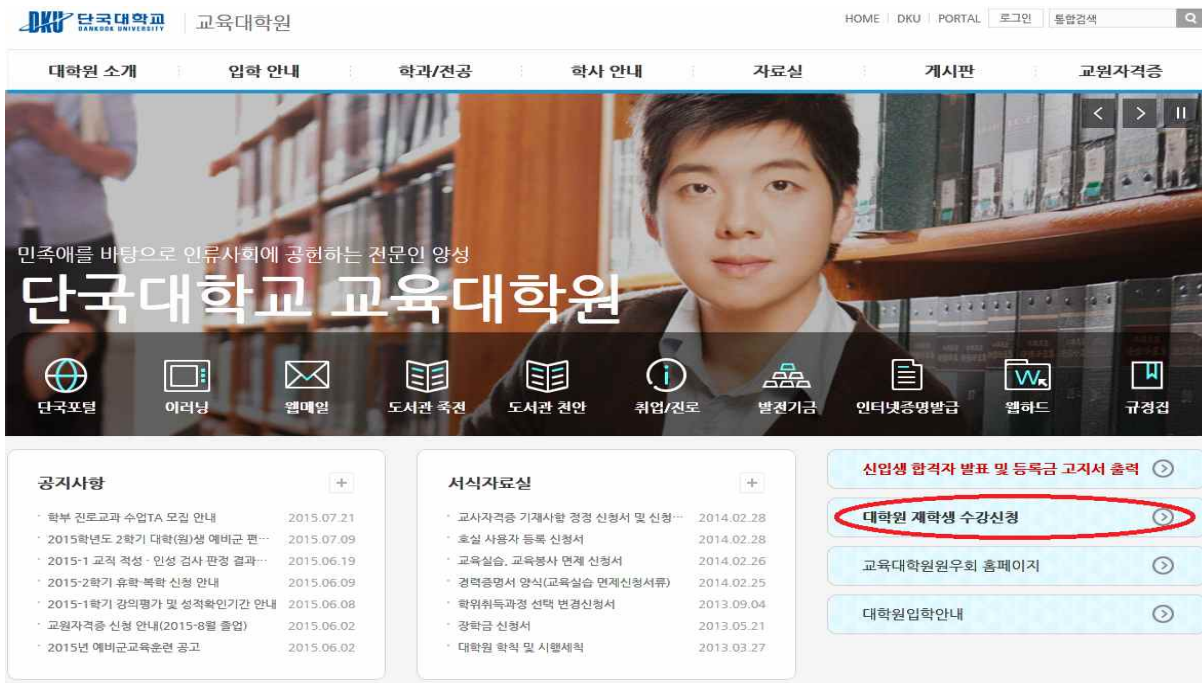 DKU 단국대학교 DANKOOK UNIVERSITY 교육대학원
HOME DKU PORTAL 로그인 통합검색
대학원 소개 입학 안내 학과/전공 학사 안내 자료실 게시판 교원자격증
민족애를 바탕으로 인류사회에 공헌하는 전문인 양성
단국대학교 교육대학원
단국포털 이러닝 웹메일 도서관 죽전 도서관 천안 취업/진로 발전기금 인터넷증명발급 웹하드 규정집
공지사항 +
학부 진로교과 수업TA 모집 안내 2015.07.21
2015학년도 2학기 대학(원)생 예비군 편··· 2015.07.09
2015-1 교직 적성 · 인성 검사 판정 결과··· 2015.06.19
2015-2학기 휴학·복학 신청 안내 2015.06.09
2015-1학기 강의평가 및 성적확인기간 안내 2015.06.08
교원자격증 신청 안내(2015-8월 졸업) 2015.06.02
2015년 예비군교육훈련 공고 2015.06.02
서식자료실 +
교사자격증 기재사항 정정 신청서 및 신청··· 2014.02.28
호실 사용자 등록 신청서 2014.02.28
교육실습, 교육봉사 면제 신청서 2014.02.26
경력증명서 양식(교육실습 면제신청서류) 2014.02.25
학위취득과정 선택 변경신청서 2013.09.04
장학금 신청서 2013.05.21
대학원 학칙 및 시행세칙 2013.03.27
신입생 합격자 발표 및 등록금 고지서 출력
대학원 재학생 수강신청
교육대학원원우회 홈페이지
대학원입학안내